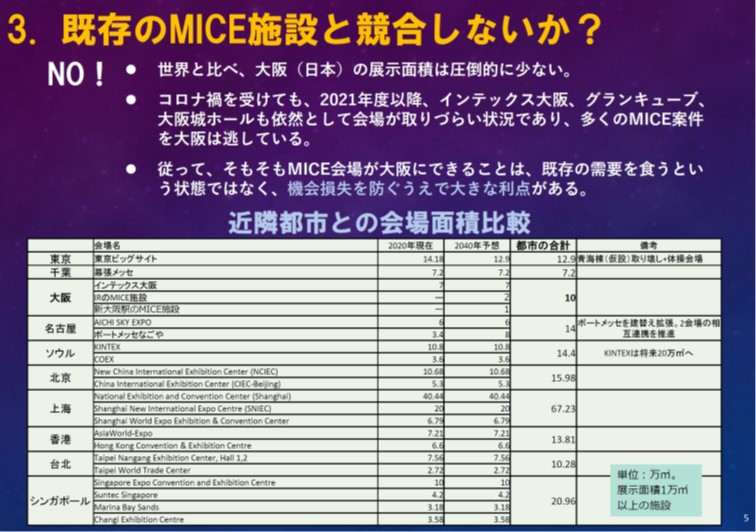 3. 既存のMICE施設と競合しないか？
NO！
● 世界と比べ、大阪（日本）の展示面積は圧倒的に少ない。
● コロナ禍を受けても、2021年度以降、インテックス大阪、グランキューブ、
大阪城ホールも依然として会場が取りづらい状況であり、多くのMICE案件
を大阪は逃している。
● 従って、そもそもMICE会場が大阪にできることは、既存の需要を食うとい
う状態ではなく、機会損失を防ぐうえで大きな利点がある。
近隣都市との会場面積比較
会場名 2020年現在 2040年予想 都市の合計 備考
東京 東京ビッグサイト 14.18 12.9 12.9 青海棟(仮設)取り壊し+体操会場
千葉 幕張メッセ 7.2 7.2 7.2
大阪 インテックス大阪 7 7 10
IRのMICE施設 — 2
新大阪駅のMICE施設 — 1
名古屋 AICHI SKY EXPO 6 6 14 ポートメッセを建替え拡張。2会場の相
互連携を推進
ポートメッセなごや 3.4 8
ソウル KINTEX 10.8 10.8 14.4 KINTEXは将来20万㎡へ
COEX 3.6 3.6
北京 New China International Exhibition Center (NCIEC) 10.68 10.68 15.98
China International Exhibition Center (CIEC-Beijing) 5.3 5.3
上海 National Exhibition and Convention Center (Shanghai) 40.44 40.44 67.23
Shanghai New International Expo Centre (SNIEC) 20 20
Shanghai World Expo Exhibition & Convention Center 6.79 6.79
香港 AsiaWorld-Expo 7.21 7.21 13.81
Hong Kong Convention & Exhibition Centre 6.6 6.6
台北 Taipei Nangang Exhibition Center, Hall 1,2 7.56 7.56 10.28
Taipei World Trade Center 2.72 2.72
シンガポール Singapore Expo Convention and Exhibition Centre 10 10 20.96
Suntec Singapore 4.2 4.2
Marina Bay Sands 3.18 3.18
Changi Exhibition Centre 3.58 3.58
単位：万㎡。
展示面積1万㎡
以上の施設
5